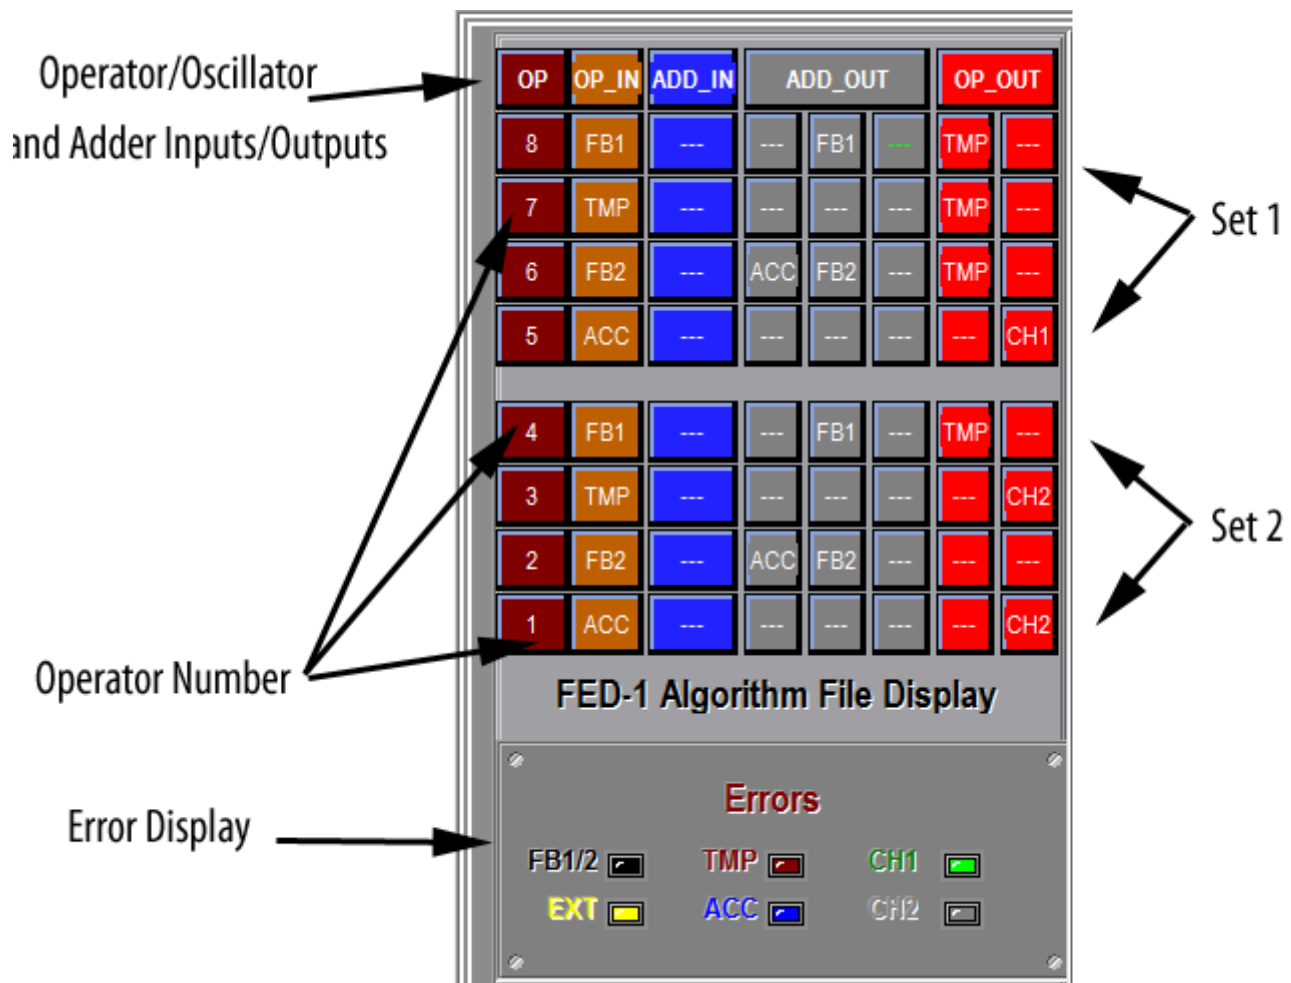 Operator/Oscillator
and Adder Inputs/Outputs
OP OP_IN ADD_IN ADD_OUT OP_OUT
8 FB1 --- --- FB1 --- TMP ---
7 TMP --- --- --- --- TMP ---
6 FB2 --- ACC FB2 --- TMP ---
5 ACC --- --- --- --- --- CH1
Set 1
4 FB1 --- --- FB1 --- TMP ---
3 TMP --- --- --- --- --- CH2
2 FB2 --- ACC FB2 --- --- ---
1 ACC --- --- --- --- --- CH2
Set 2
Operator Number
FED-1 Algorithm File Display
Error Display
Errors
FB1/2 TMP CH1
EXT ACC CH2